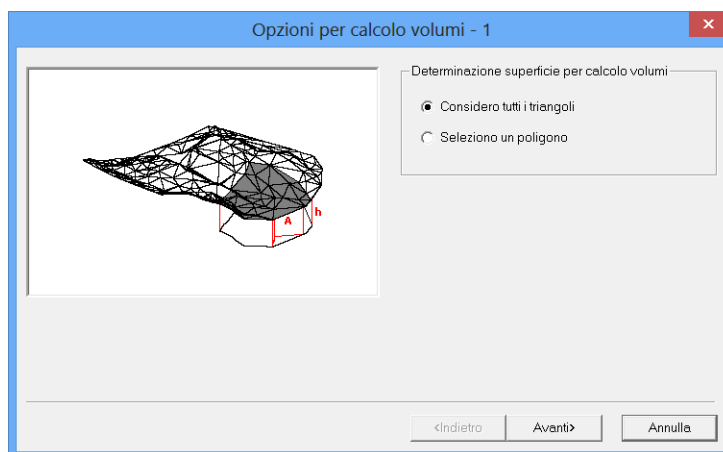 Opzioni per calcolo volumi - 1
Determinazione superficie per calcolo volumi
Considero tutti i triangoli
Seleziono un poligono
A
h
<Indietro
Avanti>
Annulla